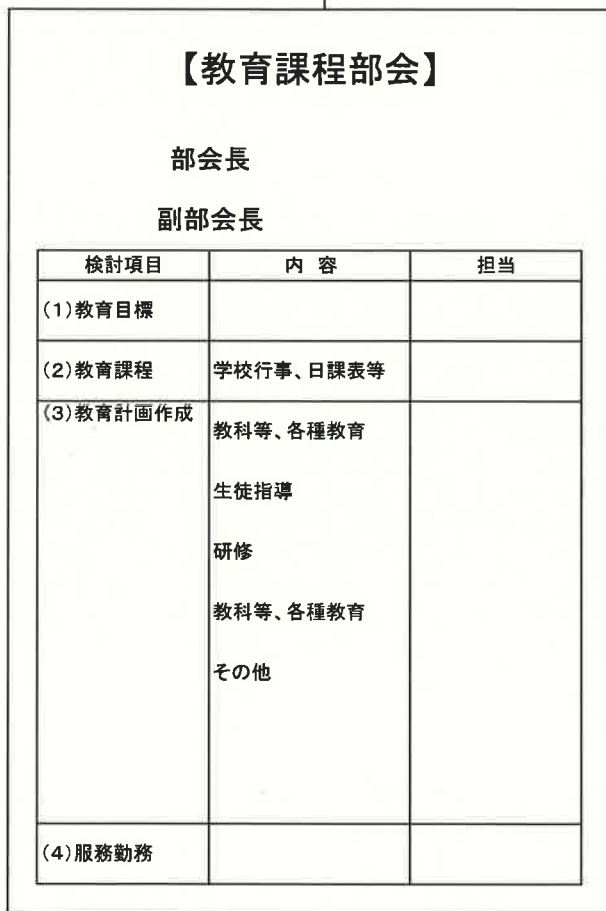 【教育課程部会】
部会長
副部会長
検討項目 内 容 担当
(1)教育目標
(2)教育課程 学校行事、日課表等
(3)教育計画作成
教科等、各種教育
生徒指導
研修
教科等、各種教育
その他
(4)服務勤務